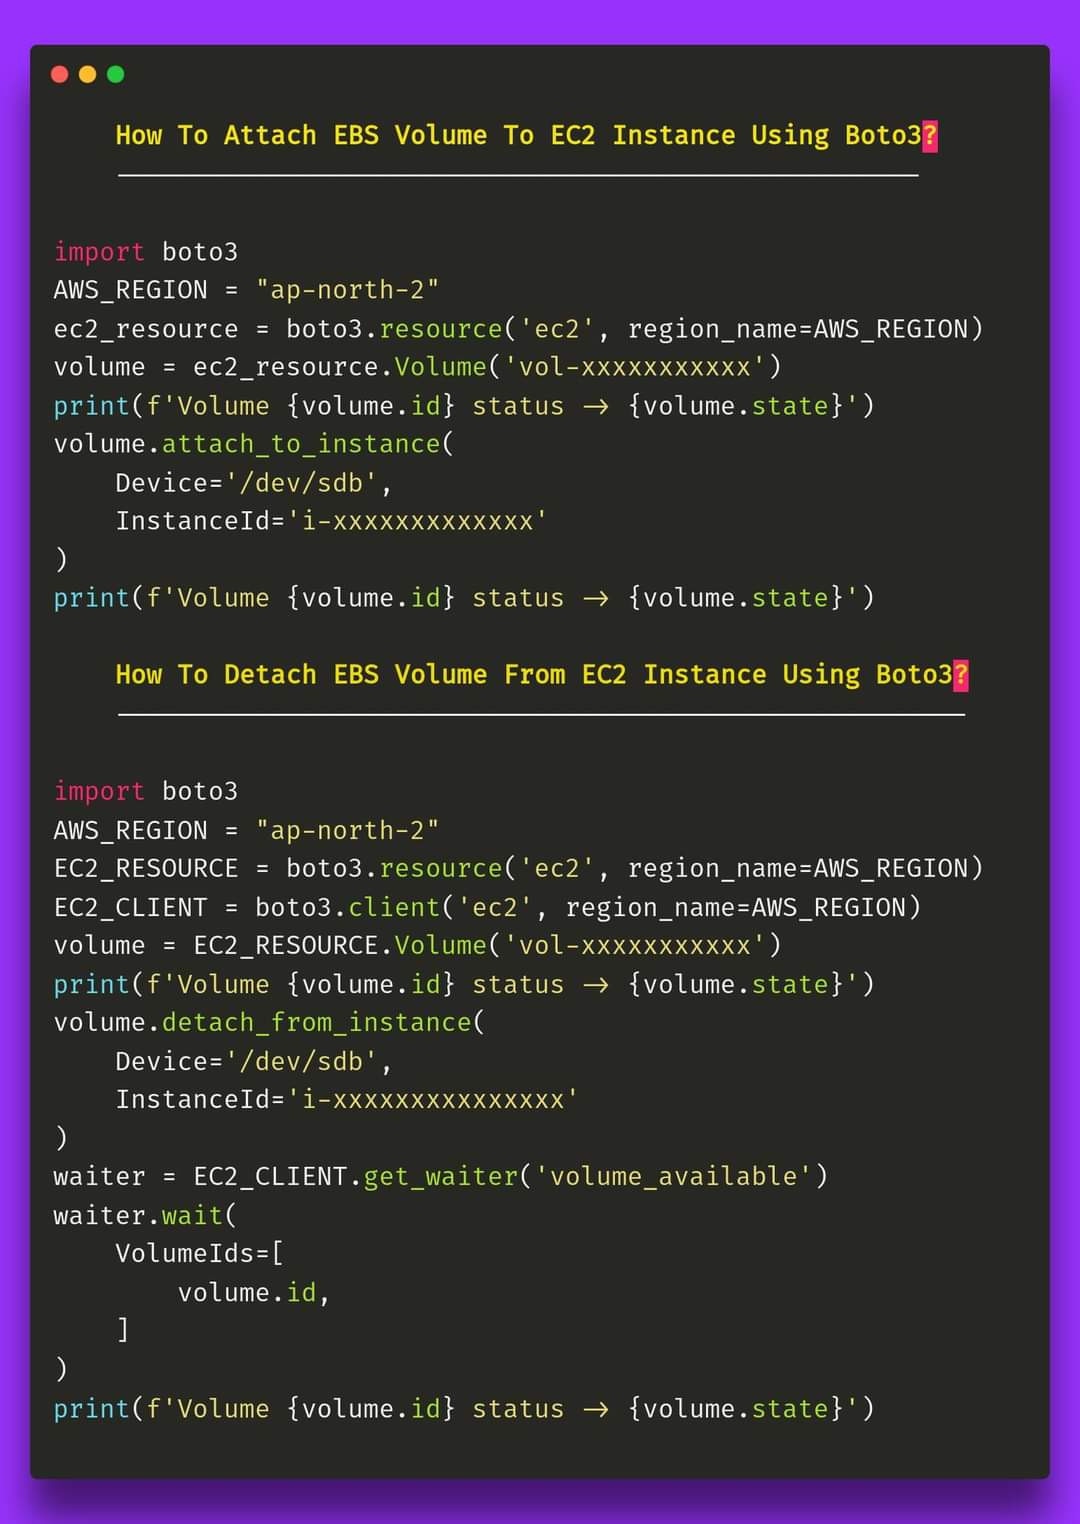 How To Attach EBS Volume To EC2 Instance Using Boto3?
import boto3
AWS_REGION = "ap-north-2"
ec2_resource = boto3.resource('ec2', region_name=AWS_REGION)
volume = ec2_resource.Volume('vol-xxxxxxxxxxx')
print(f'Volume {volume.id} status -> {volume.state}')
volume.attach_to_instance(
    Device='/dev/sdb',
    InstanceId='i-xxxxxxxxxxxxx'
)
print(f'Volume {volume.id} status -> {volume.state}')
How To Detach EBS Volume From EC2 Instance Using Boto3?
import boto3
AWS_REGION = "ap-north-2"
EC2_RESOURCE = boto3.resource('ec2', region_name=AWS_REGION)
EC2_CLIENT = boto3.client('ec2', region_name=AWS_REGION)
volume = EC2_RESOURCE.Volume('vol-xxxxxxxxxxx')
print(f'Volume {volume.id} status -> {volume.state}')
volume.detach_from_instance(
    Device='/dev/sdb',
    InstanceId='i-xxxxxxxxxxxxxxx'
)
waiter = EC2_CLIENT.get_waiter('volume_available')
waiter.wait(
    VolumeIds=[
        volume.id,
    ]
)
print(f'Volume {volume.id} status -> {volume.state}')